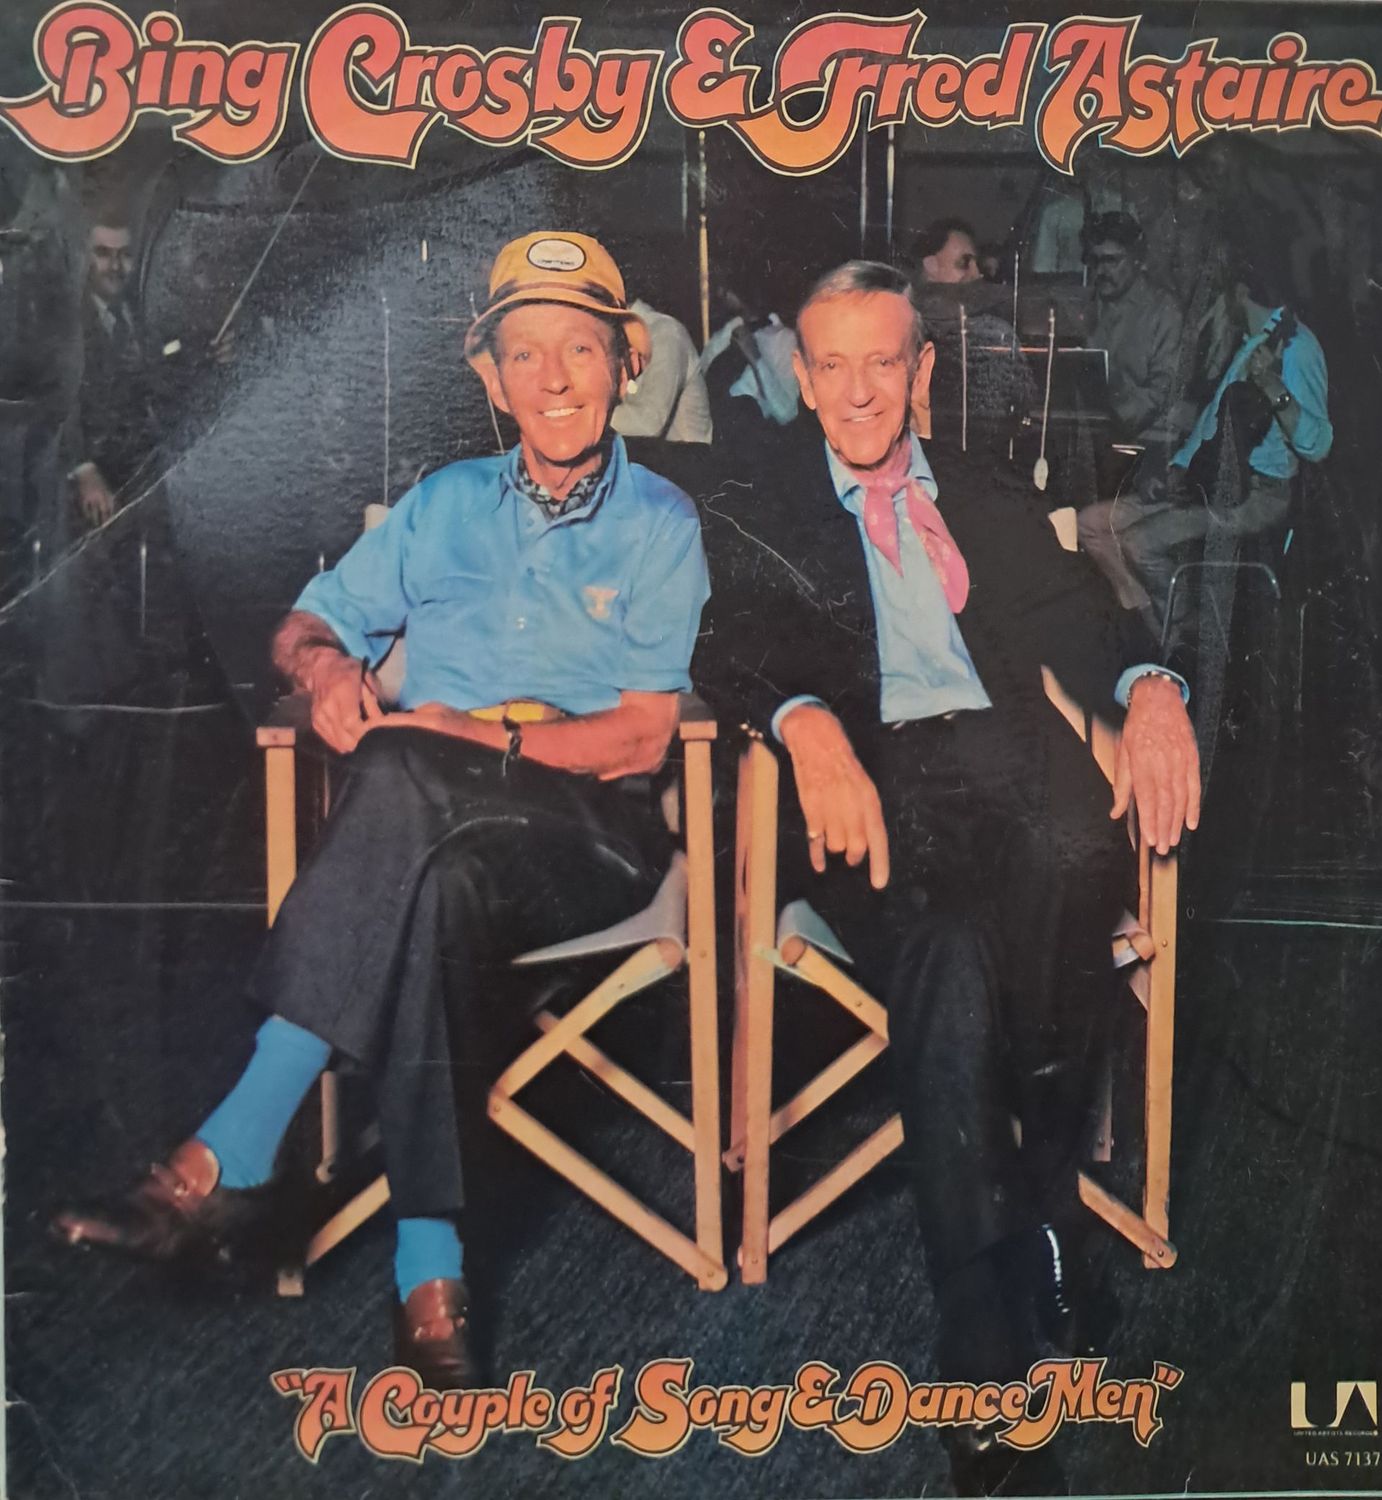 Bing Crosby & Fred Astaire
"A Couple of Song & Dance Men"
UA
UNITED ARTISTS RECORDS
UAS 7137